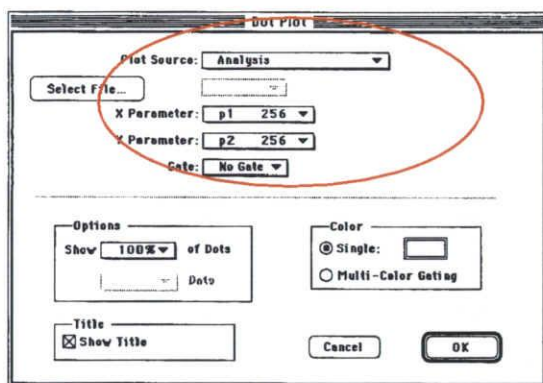 Dot Plot
Plot Source: Analysis
Select File...
X Parameter: p1 256
Y Parameter: p2 256
Gate: No Gate
Options
Show 100% of Dots
Dots
Color
Single:
Multi-Color Gating
Title
Show Title
Cancel
OK